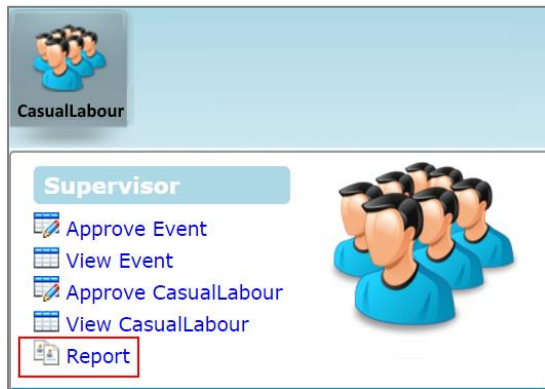 CasualLabour
Supervisor
Approve Event
View Event
Approve CasualLabour
View CasualLabour
Report